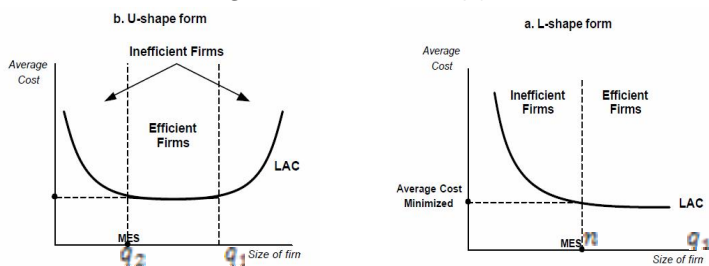 b. U-shape form
Inefficient Firms
Average
Cost
Efficient
Firms
LAC
MES
q2
q1
Size of firm
a. L-shape form
Average
Cost
Inefficient
Firms
Efficient
Firms
Average Cost
Minimized
LAC
MES
n
q1
Size of firm